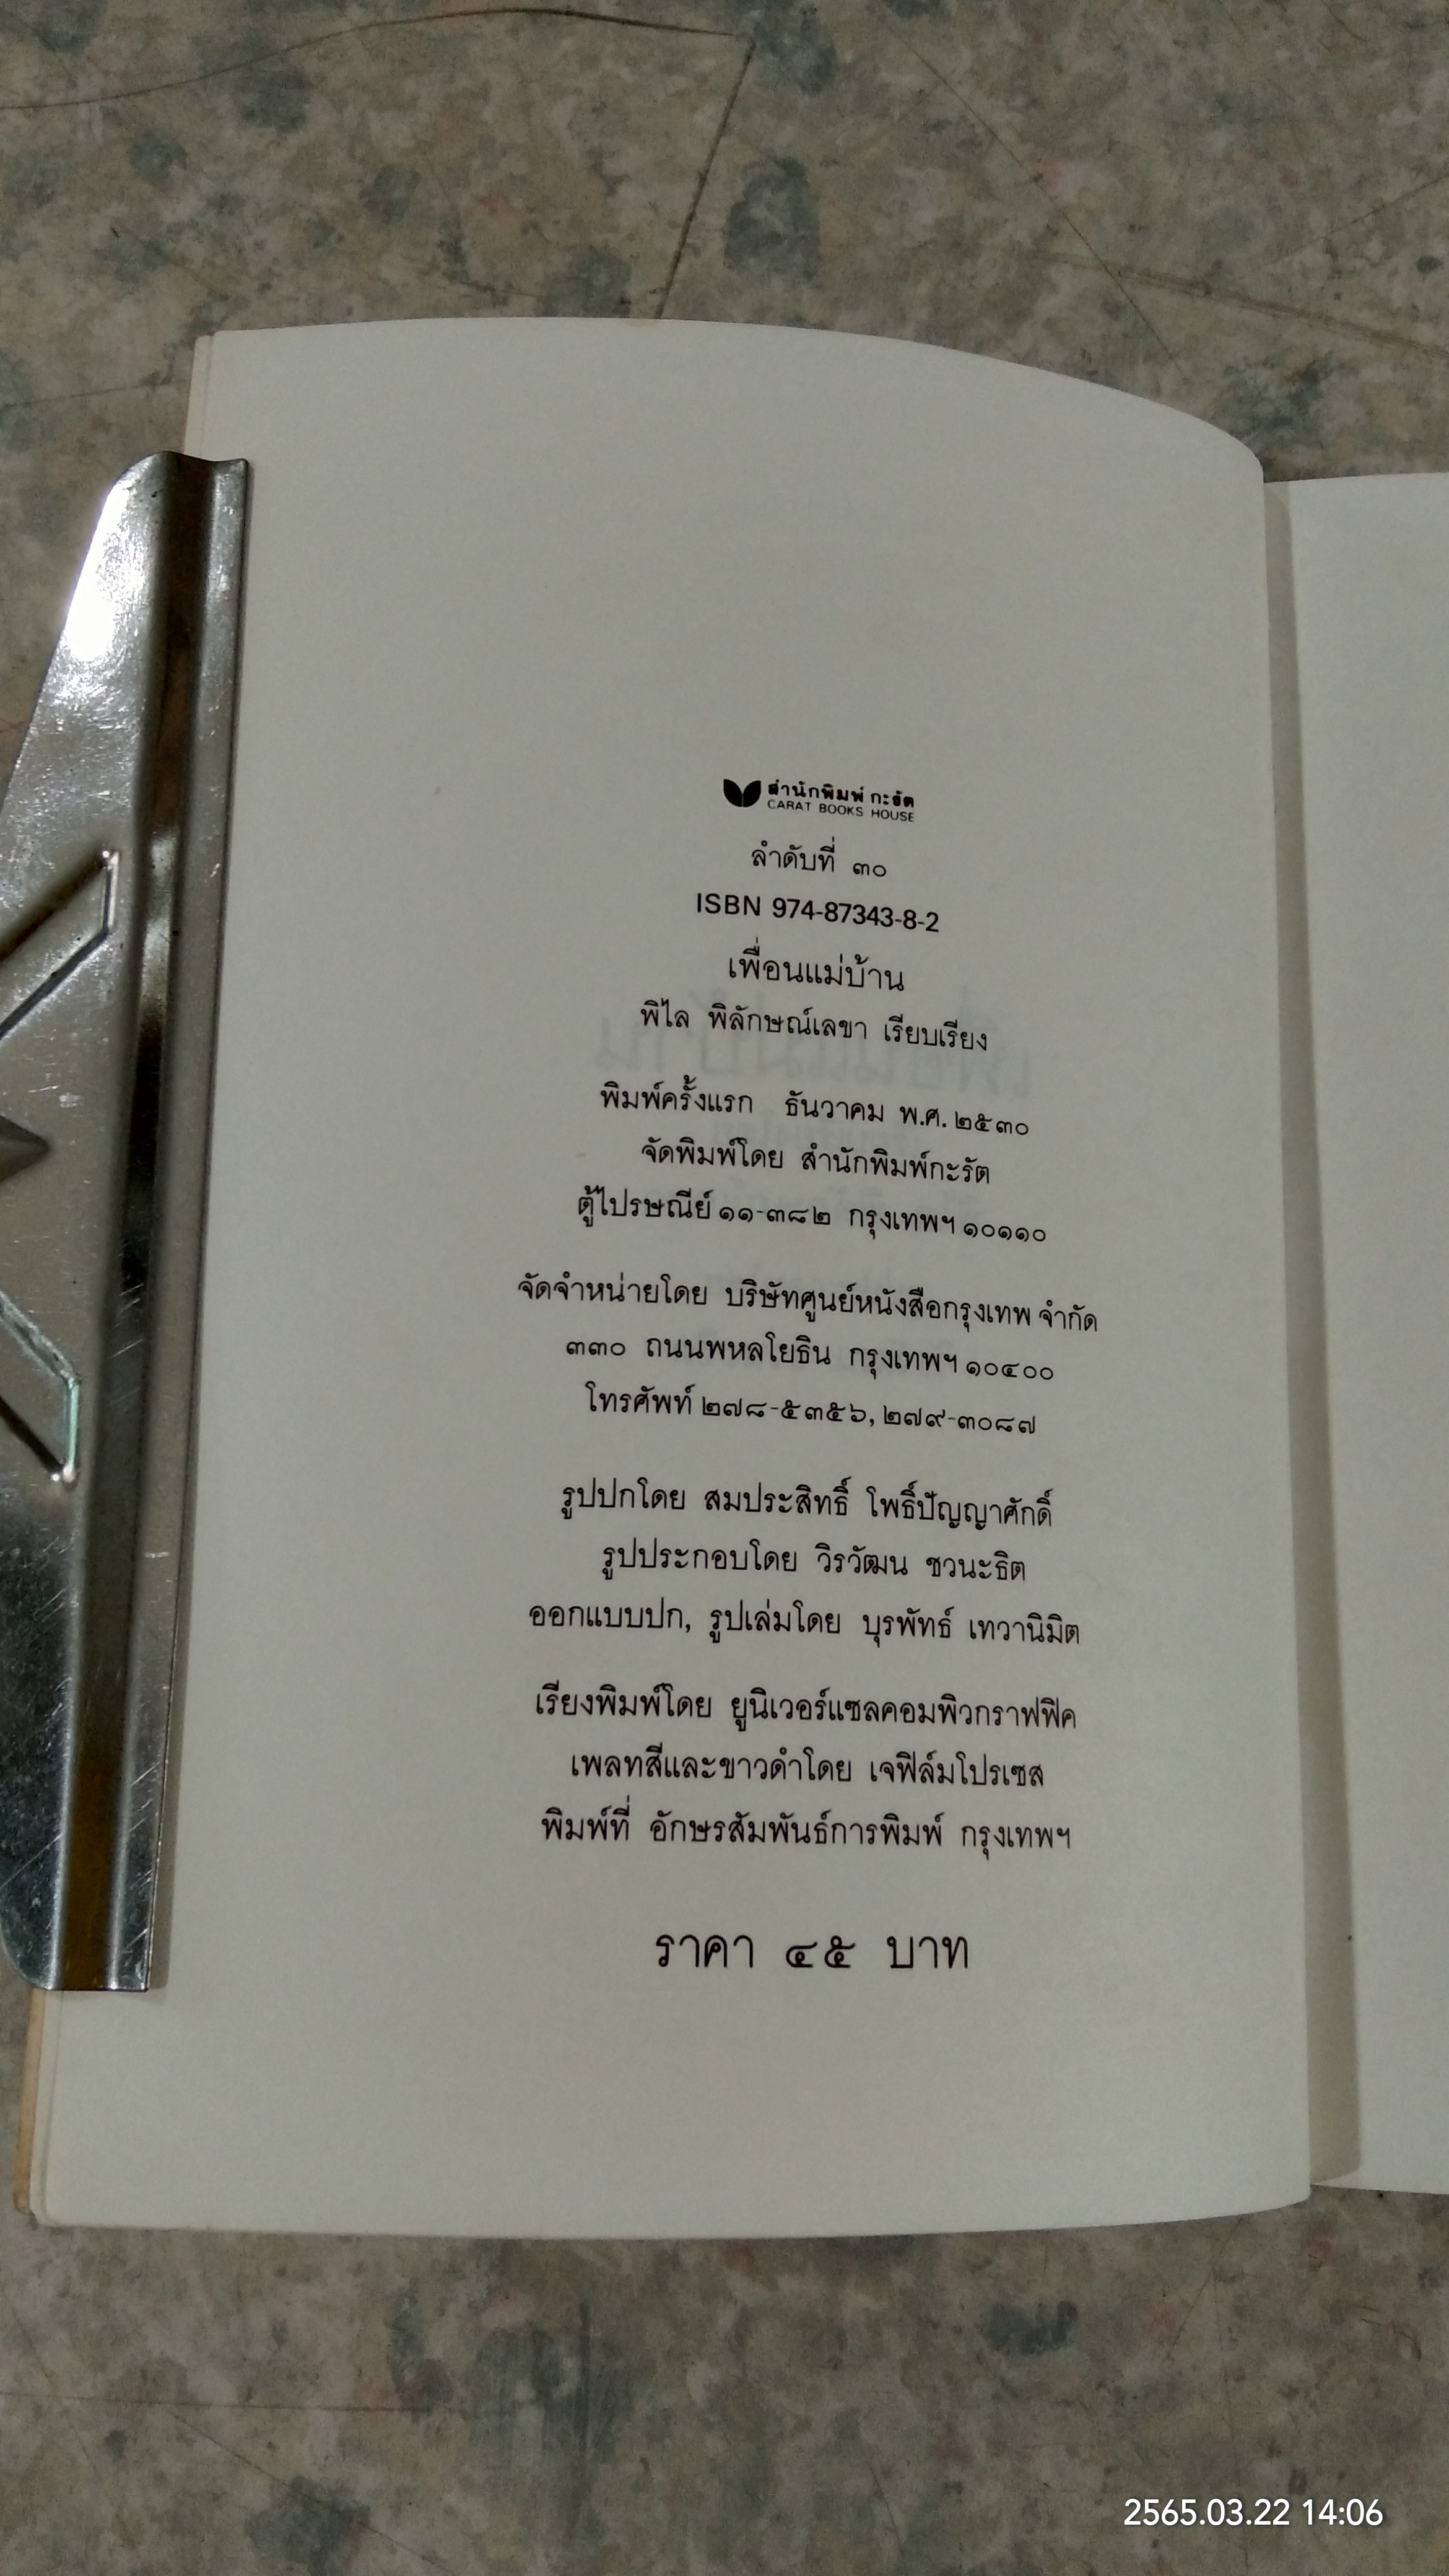 สำนักพิมพ์ กะรัต
CARAT BOOKS HOUSE
ลำดับที่ ๓๐
ISBN 974-87343-8-2
เพื่อนแม่บ้าน
พิไล พิลักษณ์เลขา เรียบเรียง
พิมพ์ครั้งแรก ธันวาคม พ.ศ. ๒๕๓๐
จัดพิมพ์โดย สำนักพิมพ์กะรัต
ตู้ไปรษณีย์ ๑๑-๓๘๒ กรุงเทพฯ ๑๐๑๑๐
จัดจำหน่ายโดย บริษัทศูนย์หนังสือกรุงเทพ จำกัด
๓๓๐ ถนนพหลโยธิน กรุงเทพฯ ๑๐๔๐๐
โทรศัพท์ ๒๗๘-๕๓๕๖, ๒๗๙-๓๐๘๗
รูปปกโดย สมประสิทธิ์ โพธิ์ปัญญาศักดิ์
รูปประกอบโดย วิรวัฒน ชวนะธิต
ออกแบบปก, รูปเล่มโดย บุรพัทธ์ เทวานิมิต
เรียงพิมพ์โดย ยูนิเวอร์แซลคอมพิวกราฟฟิค
เพลทสีและขาวดำโดย เจฟิล์มโปรเซส
พิมพ์ที่ อักษรสัมพันธ์การพิมพ์ กรุงเทพฯ
ราคา ๔๕ บาท
2565.03.22 14:06